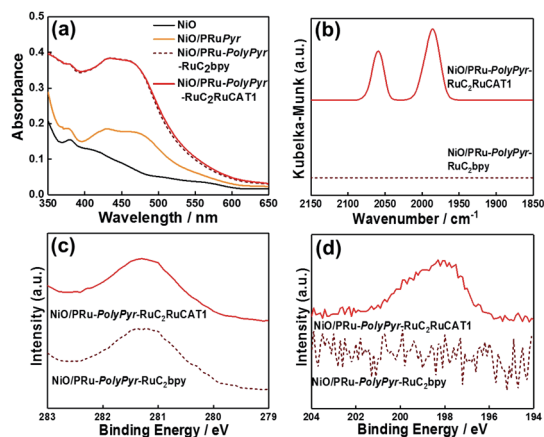 (a)
NiO
NiO/PRuPyr
NiO/PRu-PolyPyr
-RuC2bpy
NiO/PRu-PolyPyr
-RuC2RuCAT1
Absorbance
0.5
0.4
0.3
0.2
0.1
0.0
350 400 450 500 550 600 650
Wavelength / nm
(b)
Kubelka-Munk (a.u.)
NiO/PRu-PolyPyr-
RuC2RuCAT1
NiO/PRu-PolyPyr-
RuC2bpy
2150 2100 2050 2000 1950 1900 1850
Wavenumber / cm-1
(c)
Intensity (a.u.)
NiO/PRu-PolyPyr-RuC2RuCAT1
NiO/PRu-PolyPyr-RuC2bpy
283 282 281 280 279
Binding Energy / eV
(d)
Intensity (a.u.)
NiO/PRu-PolyPyr-RuC2RuCAT1
NiO/PRu-PolyPyr-RuC2bpy
204 202 200 198 196 194
Binding Energy / eV